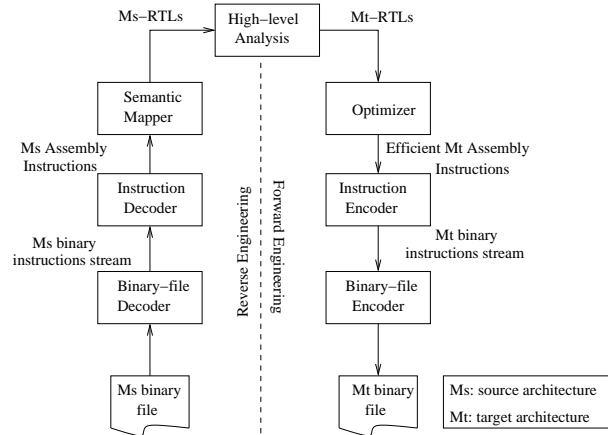 Ms–RTLs
High–level
Analysis
Mt–RTLs
Semantic
Mapper
Optimizer
Ms Assembly
Instructions
Efficient Mt Assembly
Instructions
Instruction
Decoder
Reverse Engineering
Forward Engineering
Instruction
Encoder
Ms binary
instructions stream
Mt binary
instructions stream
Binary–file
Decoder
Binary–file
Encoder
Ms binary
file
Mt binary
file
Ms: source architecture
Mt: target architecture